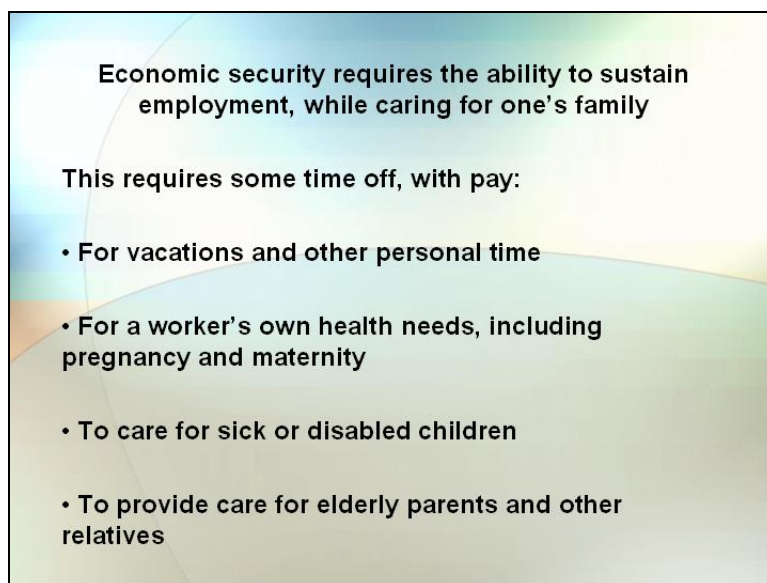 Economic security requires the ability to sustain
employment, while caring for one's family
This requires some time off, with pay:
• For vacations and other personal time
• For a worker's own health needs, including
pregnancy and maternity
• To care for sick or disabled children
• To provide care for elderly parents and other
relatives